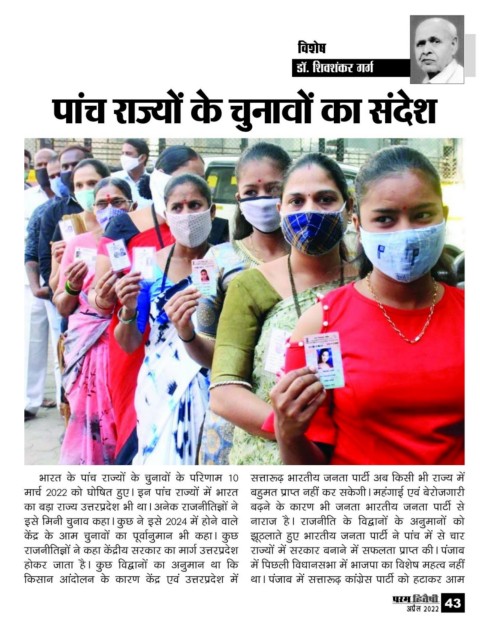 विशेष
डॉ. शिवशंकर गर्ग
पांच राज्यों के चुनावों का संदेश
भारत के पांच राज्यों के चुनावों के परिणाम 10
मार्च 2022 को घोषित हुए। इन पांच राज्यों में भारत
का बड़ा राज्य उत्तरप्रदेश भी था। अनेक राजनीतिज्ञों ने
इसे मिनी चुनाव कहा। कुछ ने इसे 2024 में होने वाले
केंद्र के आम चुनावों का पूर्वानुमान भी कहा। कुछ
राजनीतिज्ञों ने कहा केंद्रीय सरकार का मार्ग उत्तरप्रदेश
होकर जाता है। कुछ विद्वानों का अनुमान था कि
किसान आंदोलन के कारण केंद्र एवं उत्तरप्रदेश में
सत्तारूढ़ भारतीय जनता पार्टी अब किसी भी राज्य में
बहुमत प्राप्त नहीं कर सकेगी। महंगाई एवं बेरोजगारी
बढ़ने के कारण भी जनता भारतीय जनता पार्टी से
नाराज है। राजनीति के विद्वानों के अनुमानों को
झूठलाते हुए भारतीय जनता पार्टी ने पांच में से चार
राज्यों में सरकार बनाने में सफलता प्राप्त की। पंजाब
में पिछली विधानसभा में भाजपा का विशेष महत्व नहीं
था। पंजाब में सत्तारूढ़ कांग्रेस पार्टी को हटाकर आम
परम हितैषी
अप्रैल 2022
43